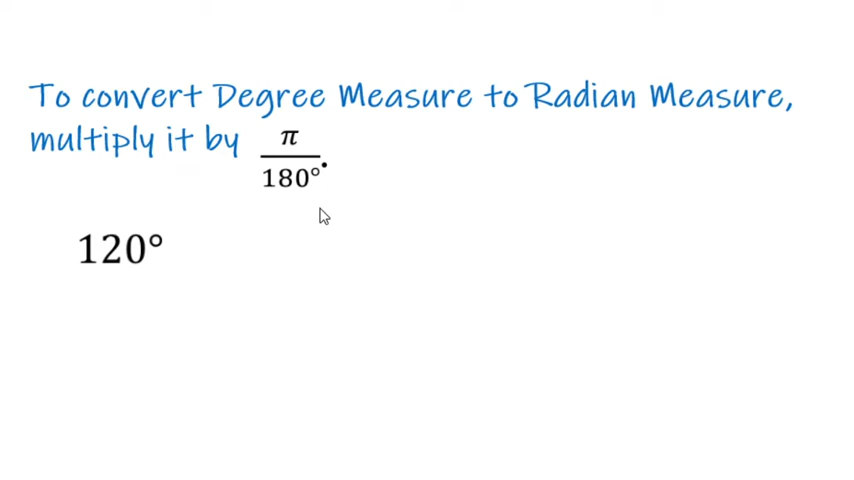 To convert Degree Measure to Radian Measure,
multiply it by π/180°.
120°